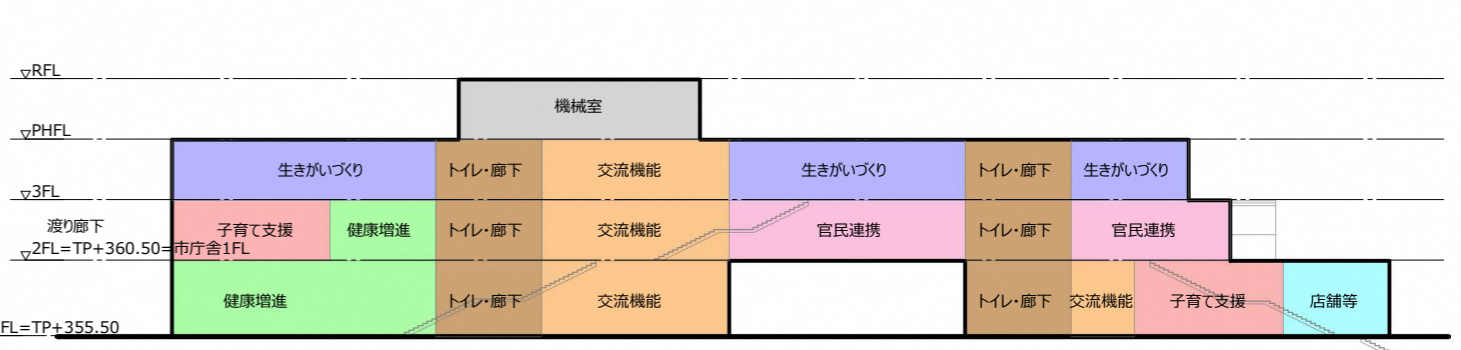 ▽RFL
機械室
▽PHFL
生きがいづくり
トイレ・廊下
交流機能
生きがいづくり
トイレ・廊下
生きがいづくり
▽3FL
渡り廊下
子育て支援
健康増進
トイレ・廊下
交流機能
官民連携
トイレ・廊下
官民連携
▽2FL=TP+360.50=市庁舎1FL
健康増進
トイレ・廊下
交流機能
トイレ・廊下
交流機能
子育て支援
店舗等
FL=TP+355.50